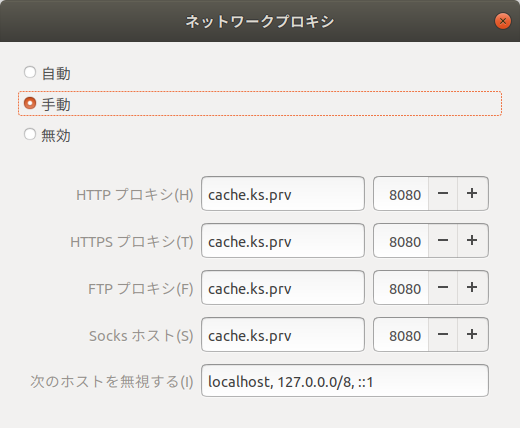 ネットワークプロキシ
自動
手動
無効
HTTP プロキシ(H) cache.ks.prv 8080 − +
HTTPS プロキシ(T) cache.ks.prv 8080 − +
FTP プロキシ(F) cache.ks.prv 8080 − +
Socks ホスト(S) cache.ks.prv 8080 − +
次のホストを無視する(I) localhost, 127.0.0.0/8, ::1